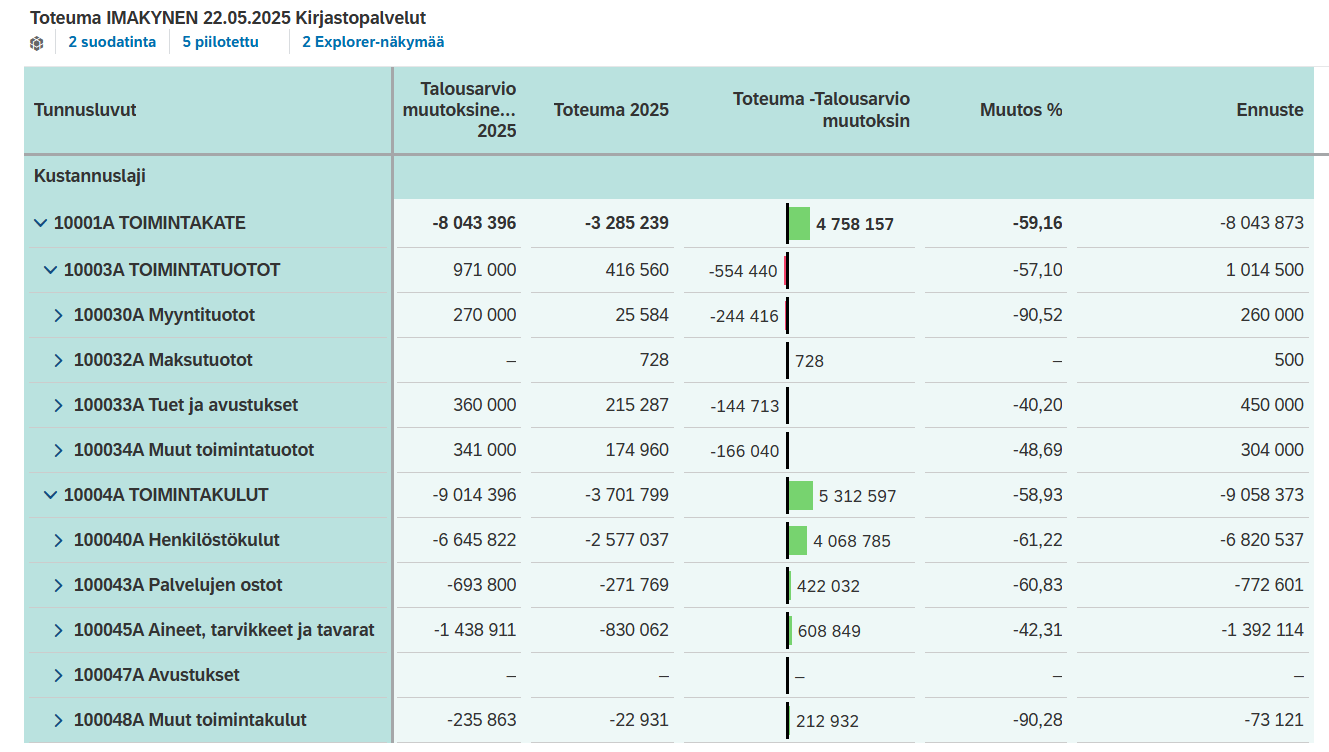 Toteuma IMAKYNEN 22.05.2025 Kirjastopalvelut
2 suodatinta 5 piilotettu 2 Explorer-näkymää
Tunnusluvut Talousarvio muutoksine... 2025 Toteuma 2025 Toteuma -Talousarvio muutoksin Muutos % Ennuste
Kustannuslaji
10001A TOIMINTAKATE -8 043 396 -3 285 239 4 758 157 -59,16 -8 043 873
10003A TOIMINTATUOTOT 971 000 416 560 -554 440 -57,10 1 014 500
100030A Myyntituotot 270 000 25 584 -244 416 -90,52 260 000
100032A Maksutuotot – 728 728 – 500
100033A Tuet ja avustukset 360 000 215 287 -144 713 -40,20 450 000
100034A Muut toimintatuotot 341 000 174 960 -166 040 -48,69 304 000
10004A TOIMINTAKULUT -9 014 396 -3 701 799 5 312 597 -58,93 -9 058 373
100040A Henkilöstökulut -6 645 822 -2 577 037 4 068 785 -61,22 -6 820 537
100043A Palvelujen ostot -693 800 -271 769 422 032 -60,83 -772 601
100045A Aineet, tarvikkeet ja tavarat -1 438 911 -830 062 608 849 -42,31 -1 392 114
100047A Avustukset – – – – –
100048A Muut toimintakulut -235 863 -22 931 212 932 -90,28 -73 121